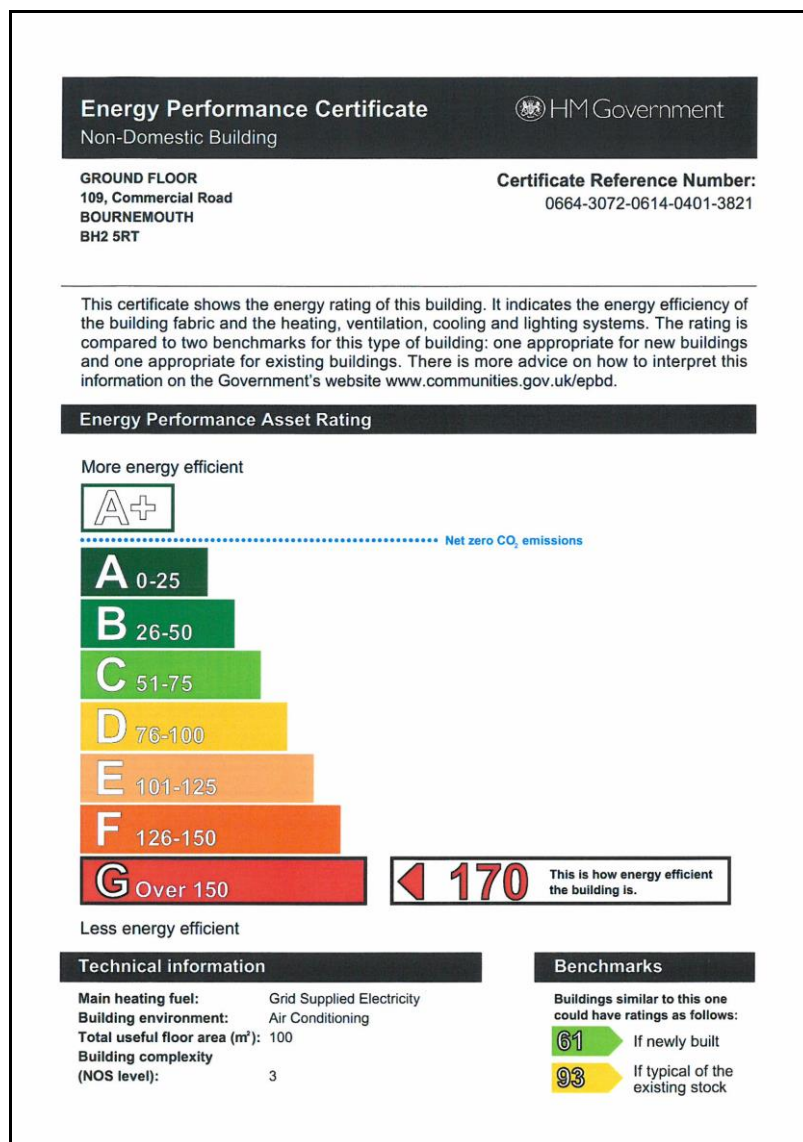 Energy Performance Certificate
Non-Domestic Building
HM Government
GROUND FLOOR
109, Commercial Road
BOURNEMOUTH
BH2 5RT
Certificate Reference Number:
0664-3072-0614-0401-3821
This certificate shows the energy rating of this building. It indicates the energy efficiency of
the building fabric and the heating, ventilation, cooling and lighting systems. The rating is
compared to two benchmarks for this type of building: one appropriate for new buildings
and one appropriate for existing buildings. There is more advice on how to interpret this
information on the Government's website www.communities.gov.uk/epbd.
Energy Performance Asset Rating
More energy efficient
A+
Net zero CO₂ emissions
A 0-25
B 26-50
C 51-75
D 76-100
E 101-125
F 126-150
G Over 150
170
This is how energy efficient
the building is.
Less energy efficient
Technical information
Main heating fuel: Grid Supplied Electricity
Building environment: Air Conditioning
Total useful floor area (m²): 100
Building complexity
(NOS level): 3
Benchmarks
Buildings similar to this one
could have ratings as follows:
61 If newly built
93 If typical of the
existing stock